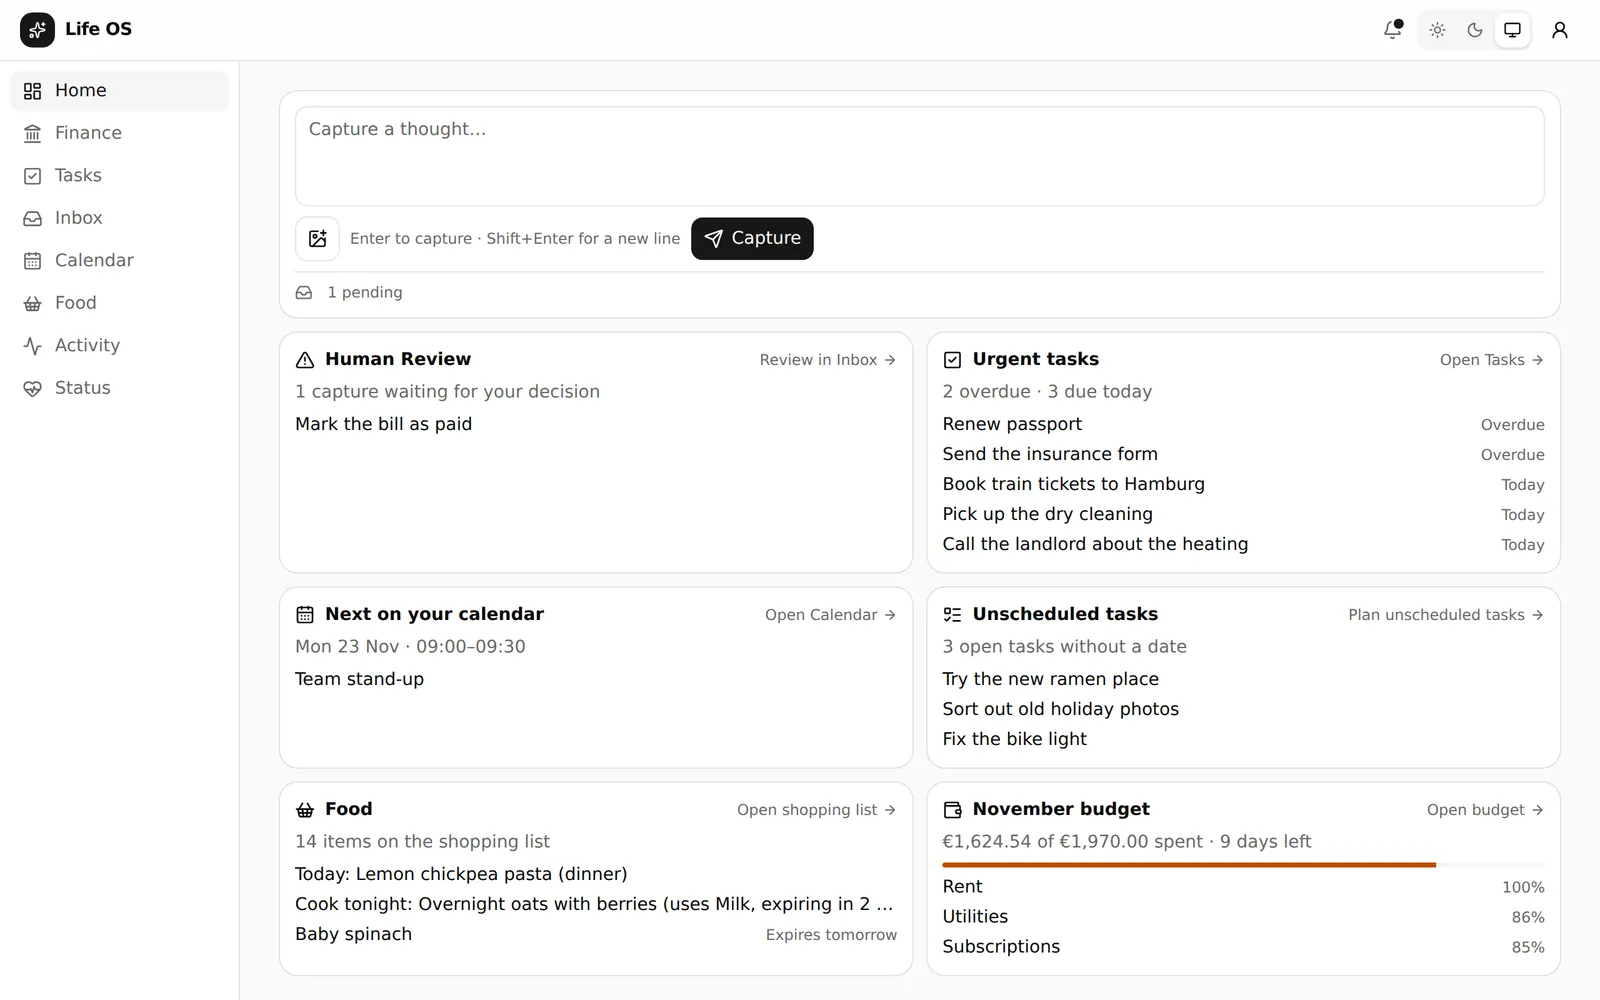 Life OS
Home
Finance
Tasks
Inbox
Calendar
Food
Activity
Status
Capture a thought…
Enter to capture · Shift+Enter for a new line
Capture
1 pending
Human Review
Review in Inbox →
1 capture waiting for your decision
Mark the bill as paid
Urgent tasks
Open Tasks →
2 overdue · 3 due today
Renew passport Overdue
Send the insurance form Overdue
Book train tickets to Hamburg Today
Pick up the dry cleaning Today
Call the landlord about the heating Today
Next on your calendar
Open Calendar →
Mon 23 Nov · 09:00–09:30
Team stand-up
Unscheduled tasks
Plan unscheduled tasks →
3 open tasks without a date
Try the new ramen place
Sort out old holiday photos
Fix the bike light
Food
Open shopping list →
14 items on the shopping list
Today: Lemon chickpea pasta (dinner)
Cook tonight: Overnight oats with berries (uses Milk, expiring in 2 …
Baby spinach Expires tomorrow
November budget
Open budget →
€1,624.54 of €1,970.00 spent · 9 days left
Rent 100%
Utilities 86%
Subscriptions 85%